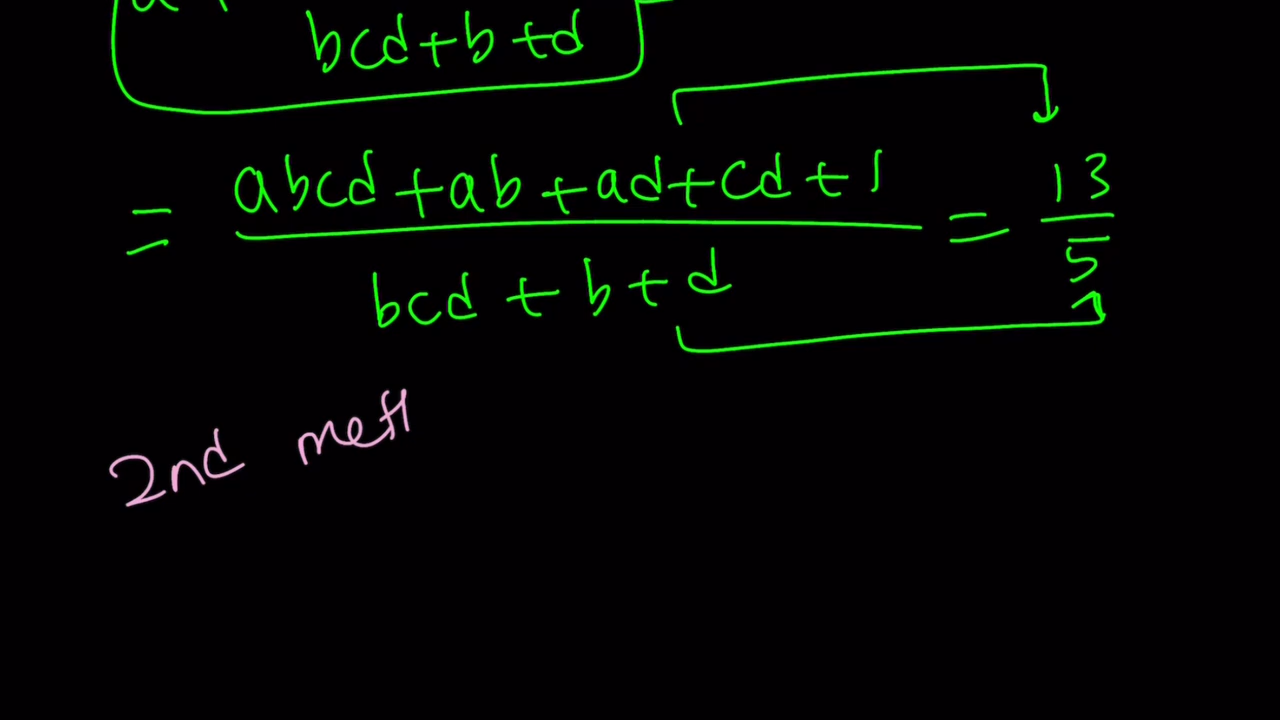 bcd+b+d
= (abcd+ab+ad+cd+1)/(bcd+b+d) = 13/5
2nd meth